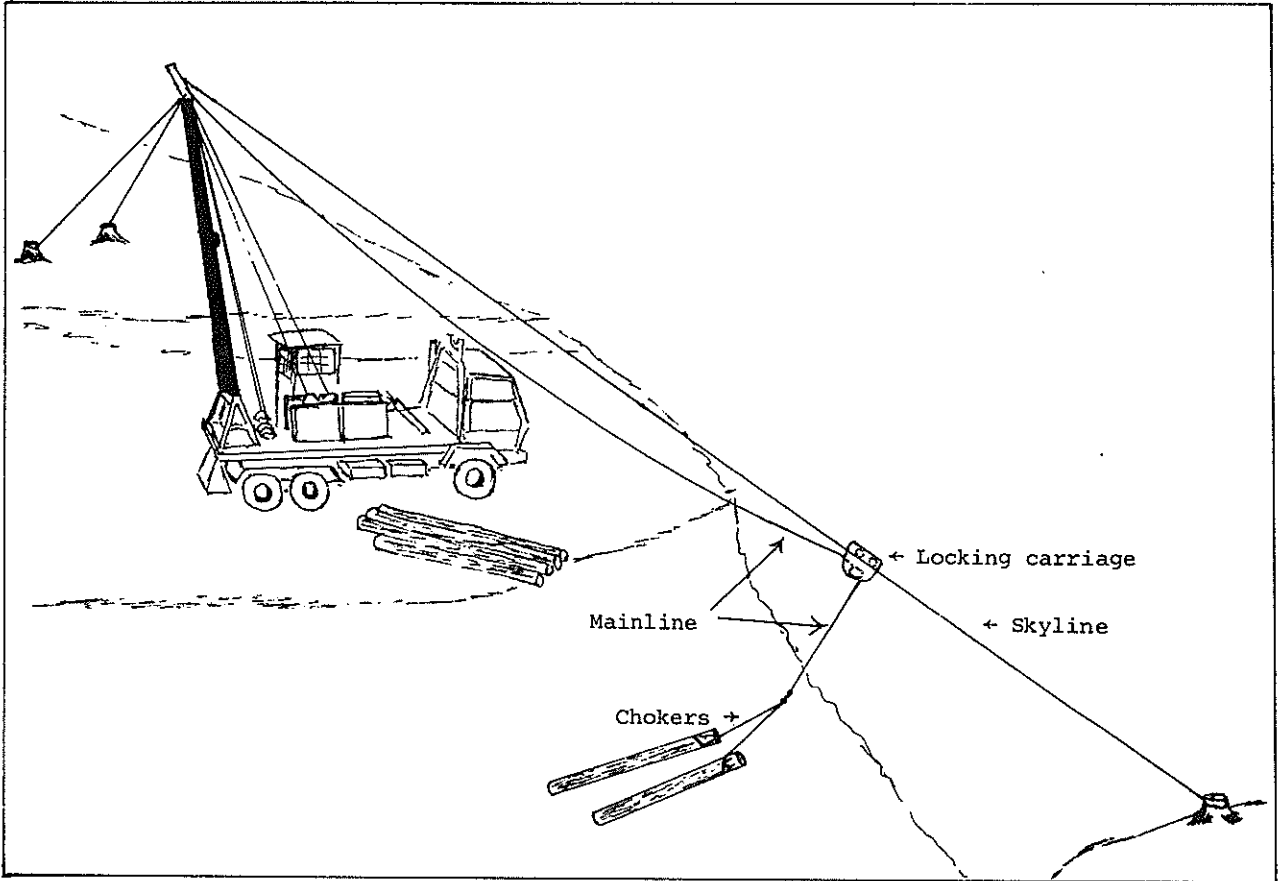 ← Locking carriage
Mainline
← Skyline
Chokers →